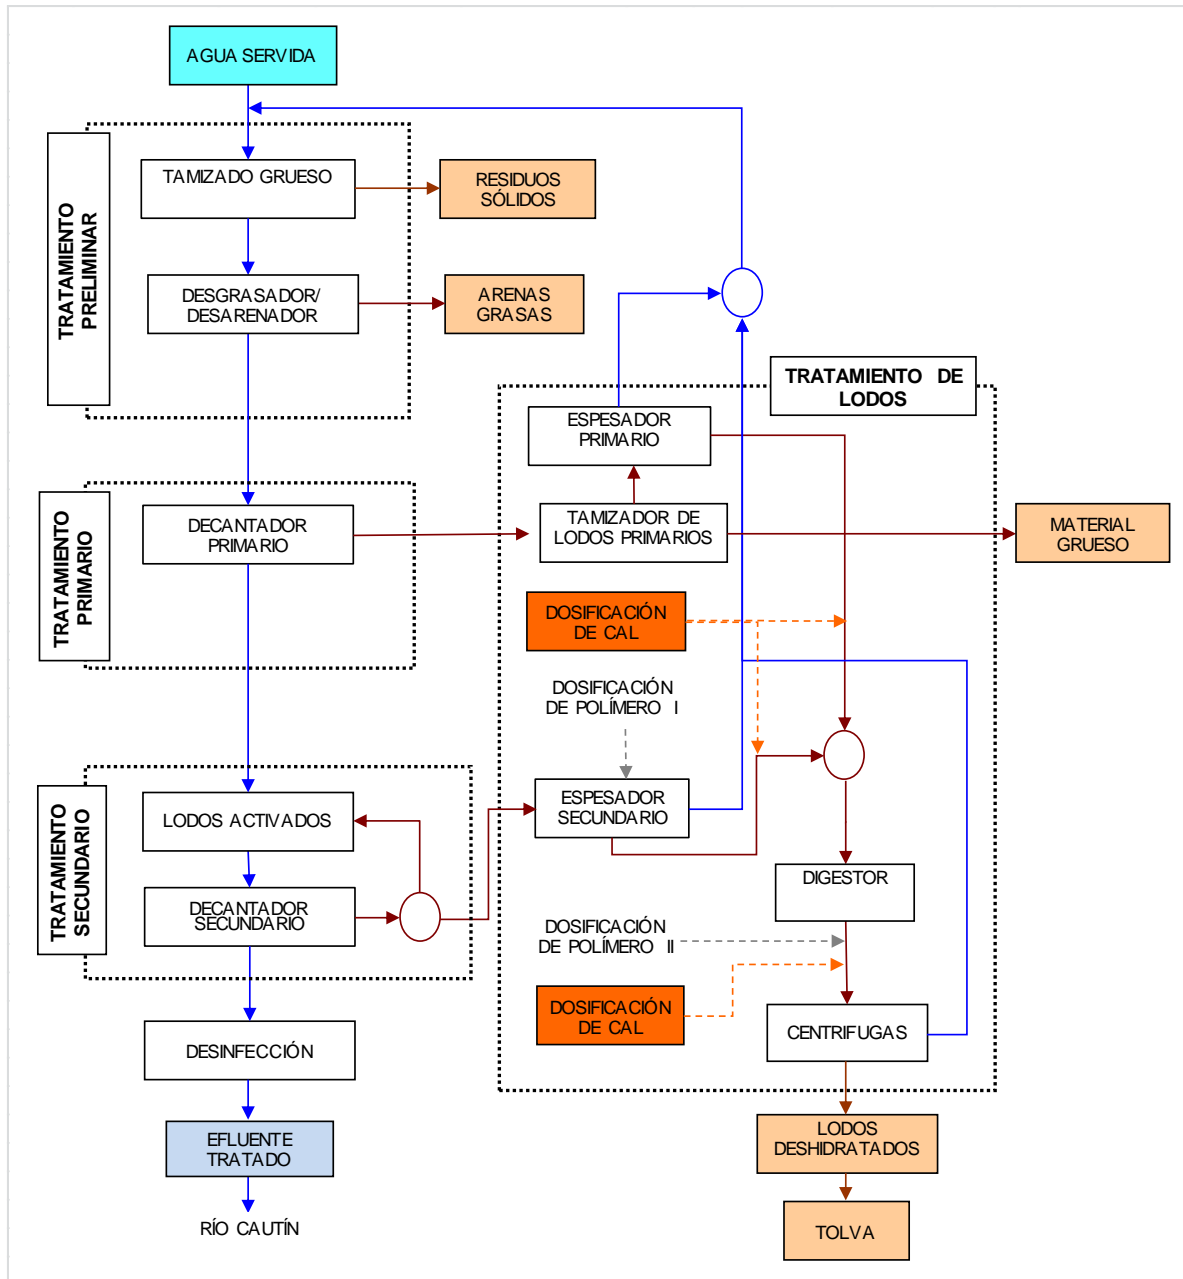 AGUA SERVIDA
TRATAMIENTO
PRELIMINAR
TAMIZADO GRUESO
RESIDUOS
SÓLIDOS
DESGRASADOR/
DESARENADOR
ARENAS
GRASAS
TRATAMIENTO DE
LODOS
ESPESADOR
PRIMARIO
TRATAMIENTO
PRIMARIO
DECANTADOR
PRIMARIO
TAMIZADOR DE
LODOS PRIMARIOS
MATERIAL
GRUESO
DOSIFICACIÓN
DE CAL
DOSIFICACIÓN
DE POLÍMERO I
TRATAMIENTO
SECUNDARIO
LODOS ACTIVADOS
ESPESADOR
SECUNDARIO
DECANTADOR
SECUNDARIO
DIGESTOR
DOSIFICACIÓN
DE POLÍMERO II
DOSIFICACIÓN
DE CAL
CENTRIFUGAS
DESINFECCIÓN
EFLUENTE
TRATADO
LODOS
DESHIDRATADOS
RÍO CAUTÍN
TOLVA